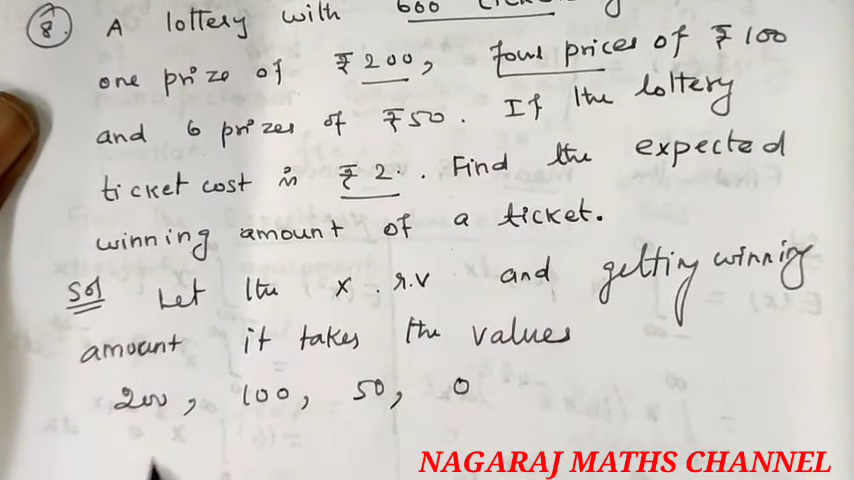 8. A lottery with 600
one prize of ₹200, four prices of ₹100
and 6 prizes of ₹50. If the lottery
ticket cost is ₹2. Find the expected
winning amount of a ticket.
Sol Let the X r.v and getting winning
amount it takes the values
200, 100, 50, 0
NAGARAJ MATHS CHANNEL